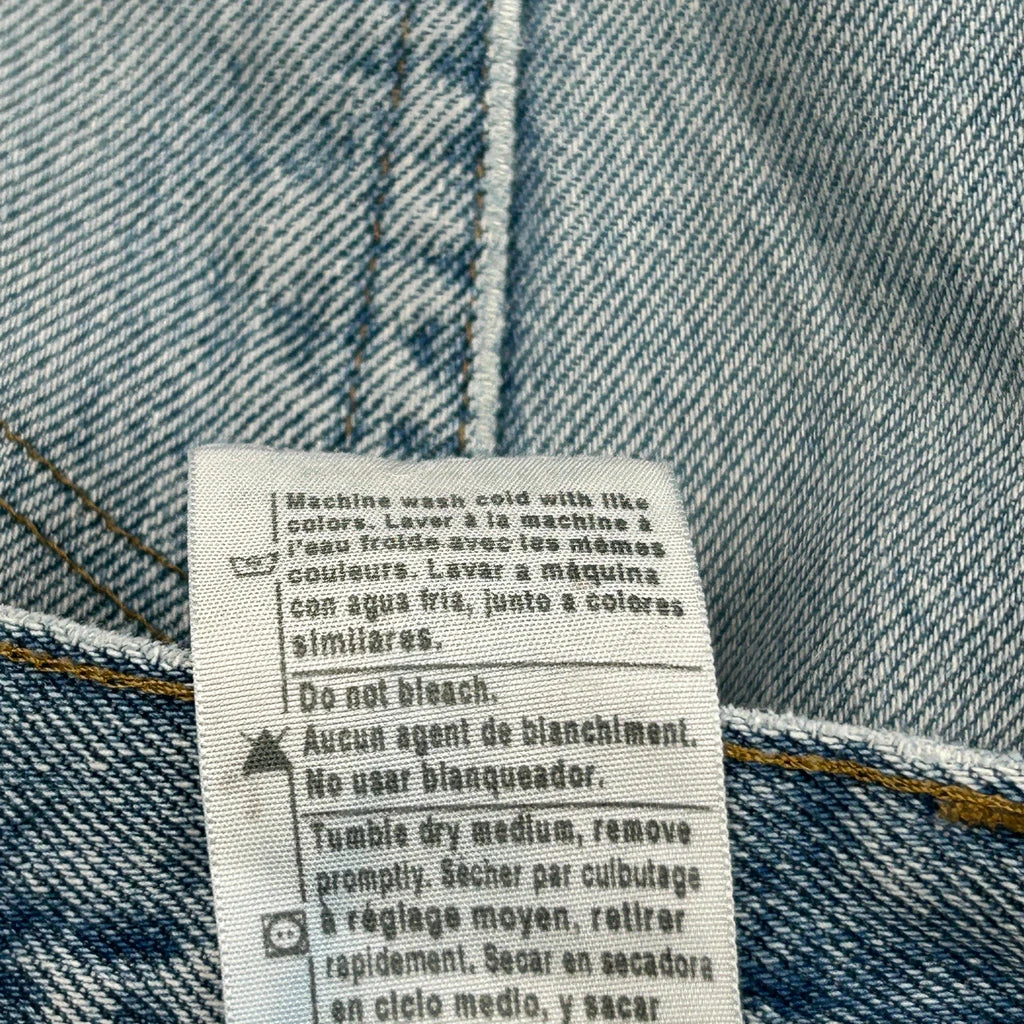 Machine wash cold with like
colors. Laver à la machine à
l'eau froide avec les mêmes
couleurs. Lavar a máquina
con agua fría, junto a colores
similares.
Do not bleach.
Aucun agent de blanchiment.
No usar blanqueador.
Tumble dry medium, remove
promptly. Sécher par culbutage
à réglage moyen, retirer
rapidement. Secar en secadora
en ciclo medio, y sacar